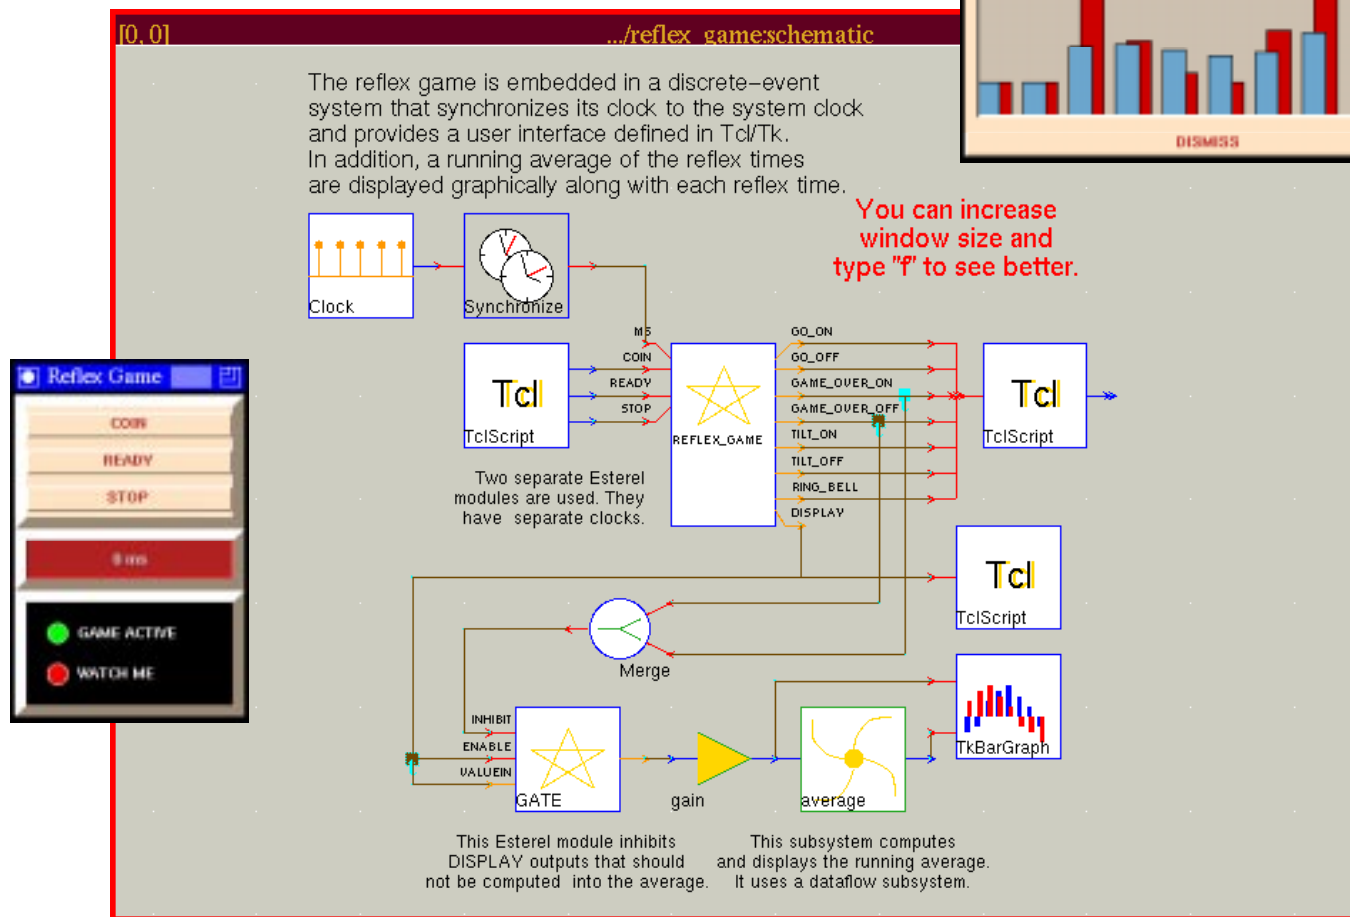 [0, 0]
.../reflex_game:schematic
DISMISS
The reflex game is embedded in a discrete–event
system that synchronizes its clock to the system clock
and provides a user interface defined in Tcl/Tk.
In addition, a running average of the reflex times
are displayed graphically along with each reflex time.
You can increase
window size and
type "f" to see better.
Clock
Synchronize
MS
COIN
READY
STOP
Tcl
TclScript
REFLEX_GAME
GO_ON
GO_OFF
GAME_OVER_ON
GAME_OVER_OFF
TILT_ON
TILT_OFF
RING_BELL
DISPLAY
Tcl
TclScript
Reflex Game
COIN
READY
STOP
0 ms
GAME ACTIVE
WATCH ME
Two separate Esterel
modules are used. They
have separate clocks.
Tcl
TclScript
Merge
INHIBIT
ENABLE
VALUEIN
GATE
gain
average
TkBarGraph
This Esterel module inhibits
DISPLAY outputs that should
not be computed into the average.
This subsystem computes
and displays the running average.
It uses a dataflow subsystem.